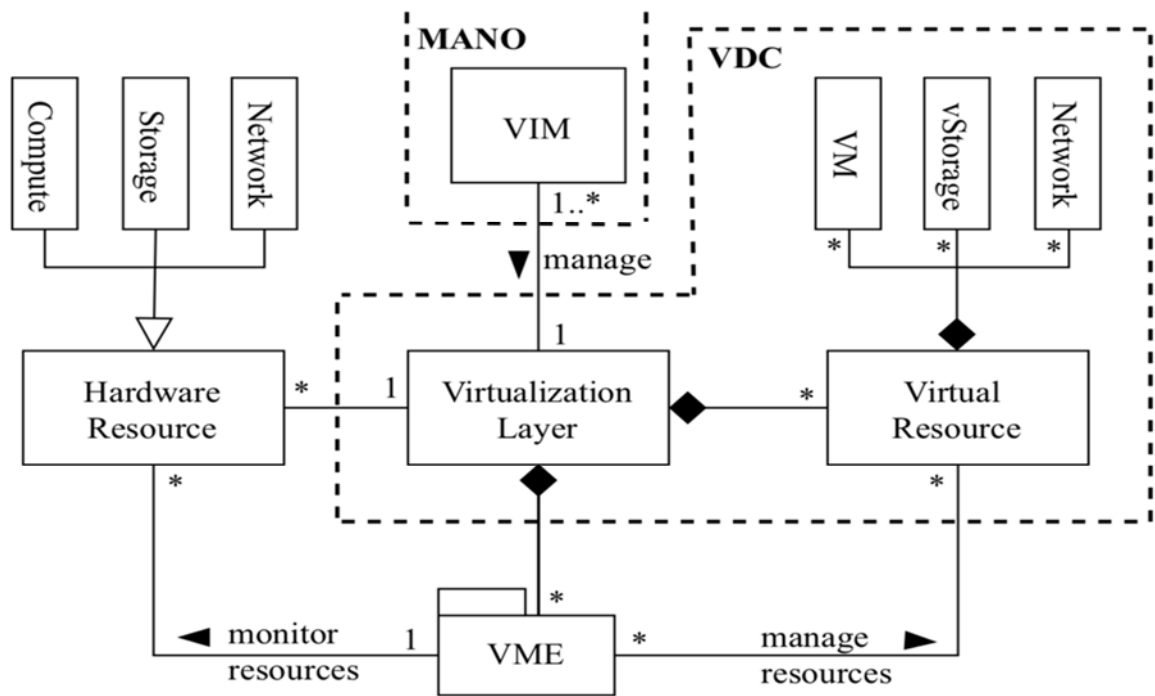 MANO
VDC
Compute
Storage
Network
VIM
VM
vStorage
Network
1..*
* * *
manage
1
Hardware
Resource
*
1
Virtualization
Layer
*
Virtual
Resource
*
*
*
monitor
resources
1
VME
*
manage
resources